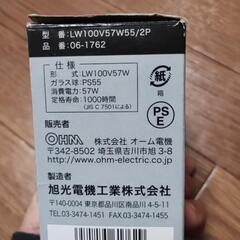 型 番：LW100V57W55/2P
品 番：06-1762
仕 様
形 式：LW100V57W
ガラス球：PS55
消費電力：57W
定格寿命：1000時間
(JIS C 7501による)
紙
箱
PS
E
販売者
OHM 株式会社 オーム電機
〒342-8502 埼玉県吉川市旭3-8
www.ohm-electric.co.jp
製造者
旭光電機工業株式会社
〒140-0004 東京都品川区南品川4-5-11
TEL 03-3474-1451 FAX 03-3474-1455